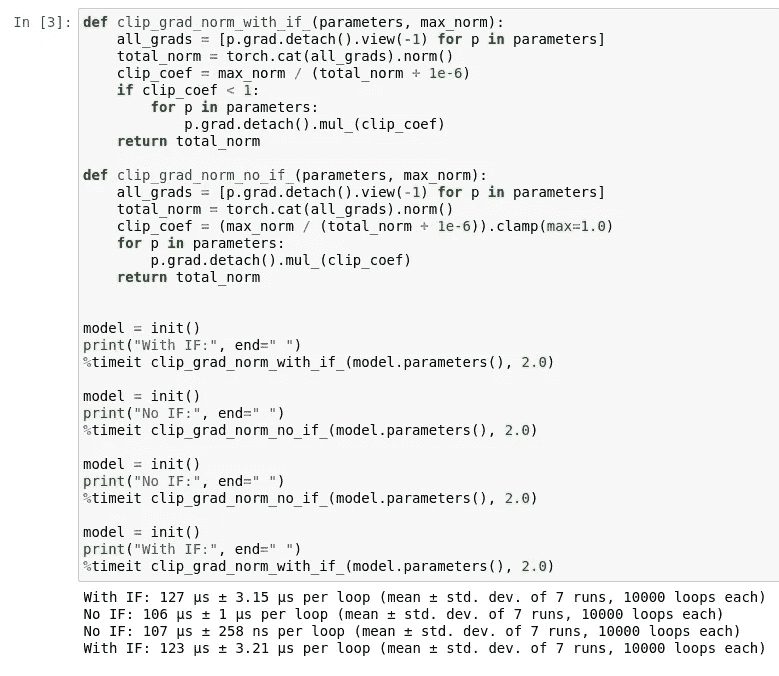 In [3]: def clip_grad_norm_with_if_(parameters, max_norm):
    all_grads = [p.grad.detach().view(-1) for p in parameters]
    total_norm = torch.cat(all_grads).norm()
    clip_coef = max_norm / (total_norm + 1e-6)
    if clip_coef < 1:
        for p in parameters:
            p.grad.detach().mul_(clip_coef)
    return total_norm

def clip_grad_norm_no_if_(parameters, max_norm):
    all_grads = [p.grad.detach().view(-1) for p in parameters]
    total_norm = torch.cat(all_grads).norm()
    clip_coef = (max_norm / (total_norm + 1e-6)).clamp(max=1.0)
    for p in parameters:
        p.grad.detach().mul_(clip_coef)
    return total_norm

model = init()
print("With IF:", end=" ")
%timeit clip_grad_norm_with_if_(model.parameters(), 2.0)

model = init()
print("No IF:", end=" ")
%timeit clip_grad_norm_no_if_(model.parameters(), 2.0)

model = init()
print("No IF:", end=" ")
%timeit clip_grad_norm_no_if_(model.parameters(), 2.0)

model = init()
print("With IF:", end=" ")
%timeit clip_grad_norm_with_if_(model.parameters(), 2.0)

With IF: 127 µs ± 3.15 µs per loop (mean ± std. dev. of 7 runs, 10000 loops each)
No IF: 106 µs ± 1 µs per loop (mean ± std. dev. of 7 runs, 10000 loops each)
No IF: 107 µs ± 258 ns per loop (mean ± std. dev. of 7 runs, 10000 loops each)
With IF: 123 µs ± 3.21 µs per loop (mean ± std. dev. of 7 runs, 10000 loops each)